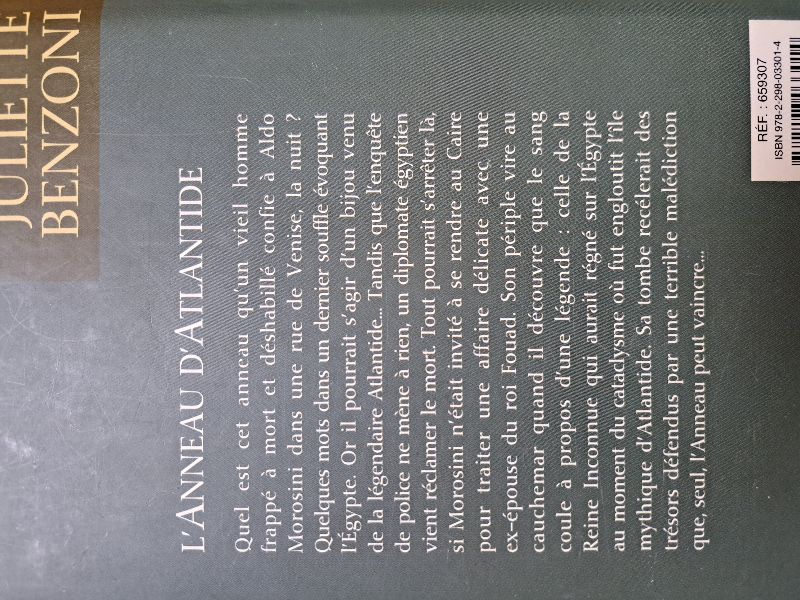 JULIETTE
BENZONI
L'ANNEAU D'ATLANTIDE
Quel est cet anneau qu'un vieil homme
frappé à mort et déshabillé confie à Aldo
Morosini dans une rue de Venise, la nuit ?
Quelques mots dans un dernier souffle évoquant
l'Égypte. Or il pourrait s'agir d'un bijou venu
de la légendaire Atlantide... Tandis que l'enquête
de police ne mène à rien, un diplomate égyptien
vient réclamer le mort. Tout pourrait s'arrêter là,
si Morosini n'était invité à se rendre au Caire
pour traiter une affaire délicate avec une
ex-épouse du roi Fouad. Son périple vire au
cauchemar quand il découvre que le sang
coule à propos d'une légende : celle de la
Reine Inconnue qui aurait régné sur l'Égypte
au moment du cataclysme où fut englouti l'île
mythique d'Atlantide. Sa tombe recélerait des
trésors défendus par une terrible malédiction
que, seul, l'Anneau peut vaincre...
RÉF. : 659307
ISBN 978-2-298-03301-4